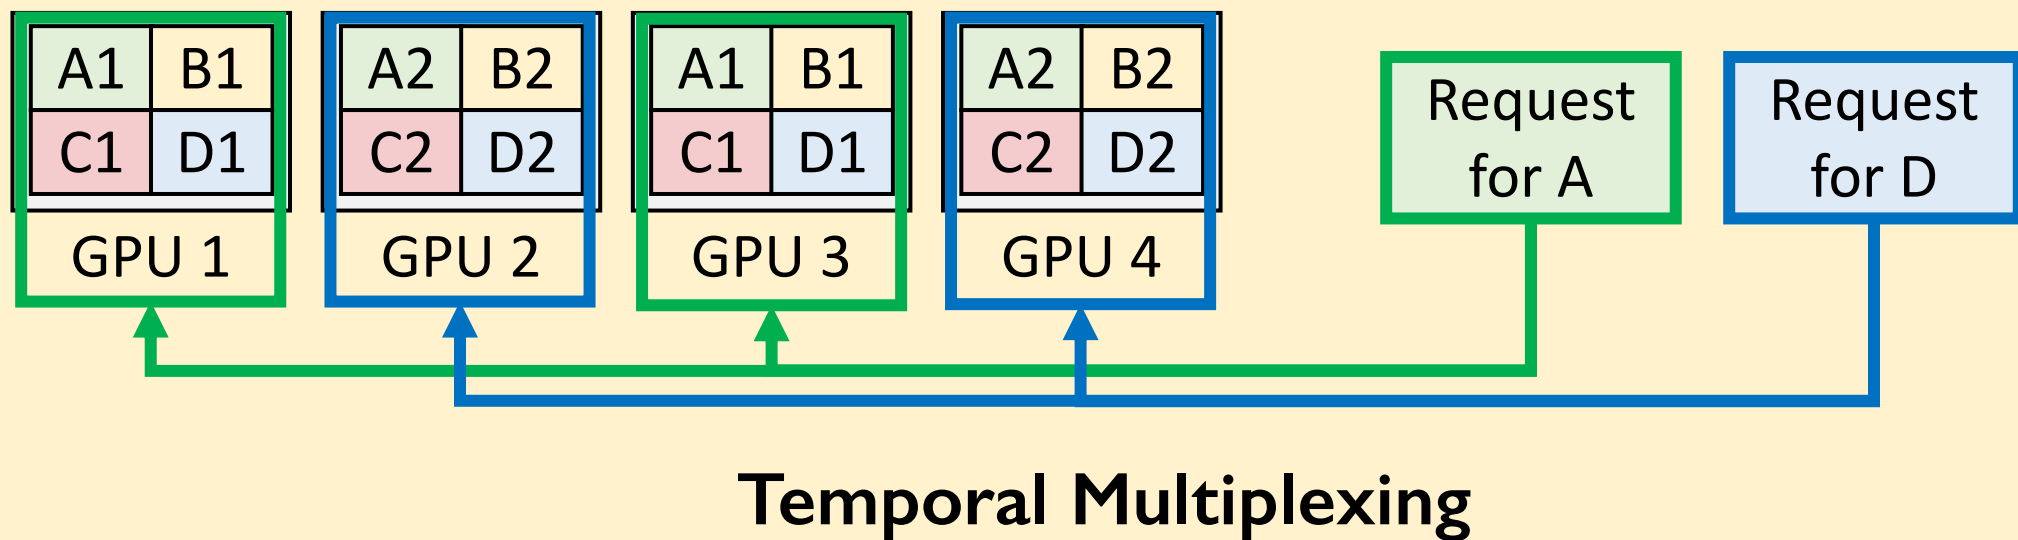 A1 B1
C1 D1
GPU 1
A2 B2
C2 D2
GPU 2
A1 B1
C1 D1
GPU 3
A2 B2
C2 D2
GPU 4
Request
for A
Request
for D
Temporal Multiplexing